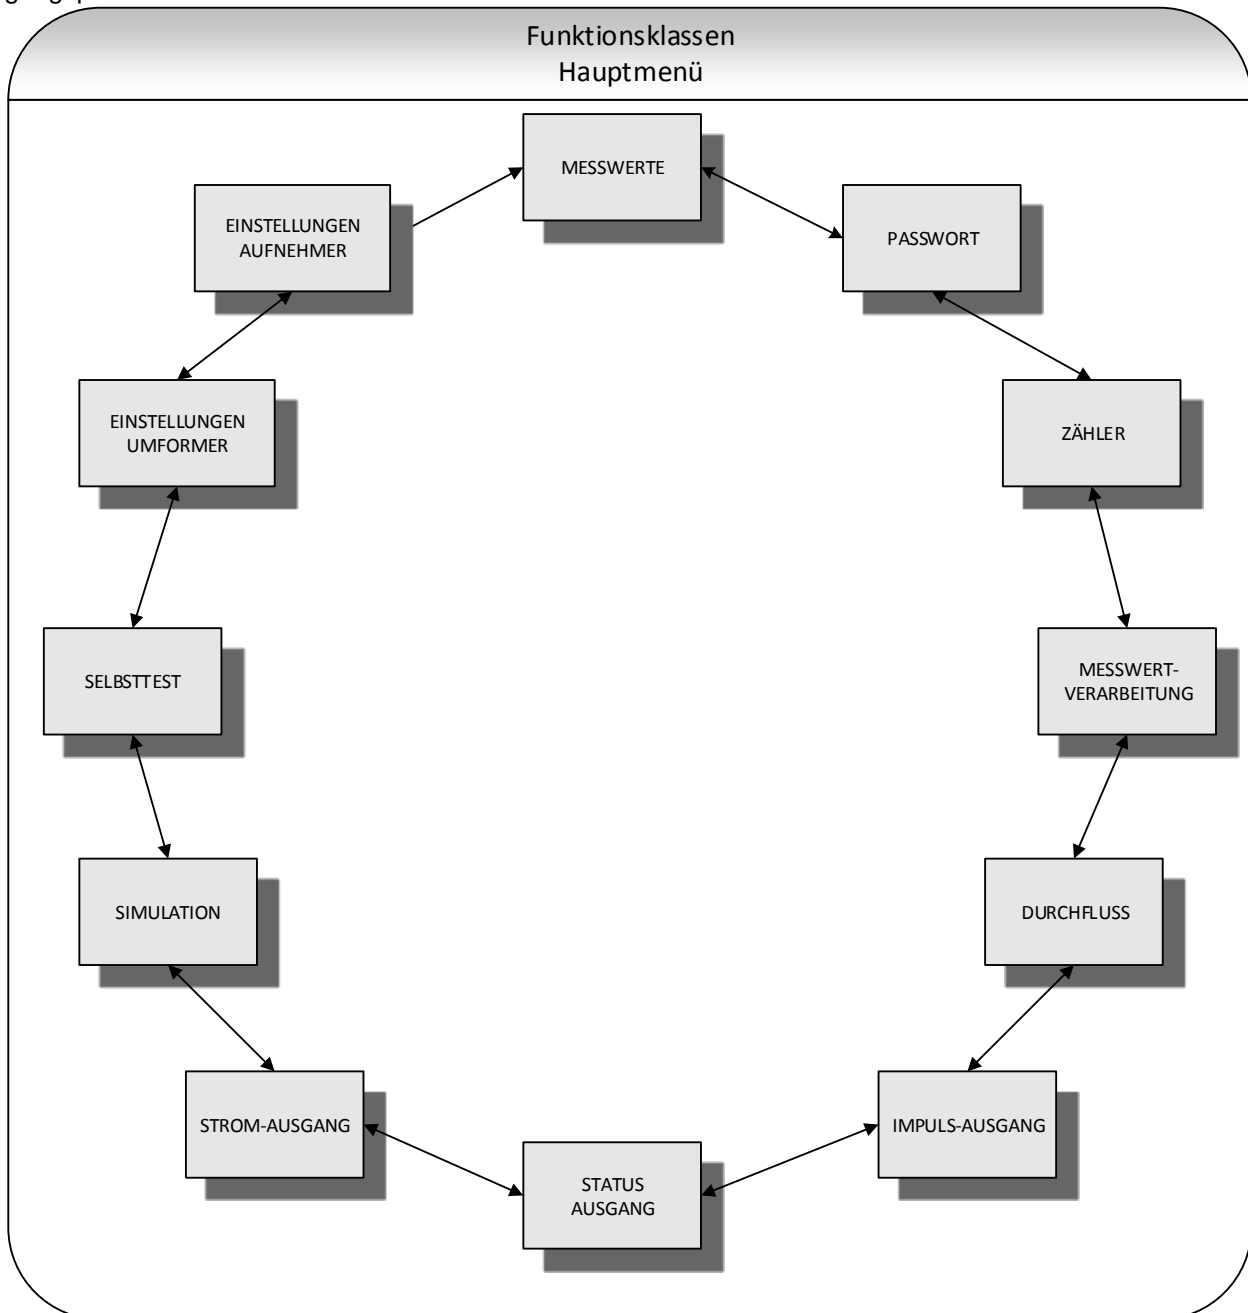 Funktionsklassen
Hauptmenü
MESSWERTE
EINSTELLUNGEN
AUFNEHMER
PASSWORT
EINSTELLUNGEN
UMFORMER
ZÄHLER
SELBSTTEST
MESSWERT-
VERARBEITUNG
SIMULATION
DURCHFLUSS
STROM-AUSGANG
IMPULS-AUSGANG
STATUS
AUSGANG